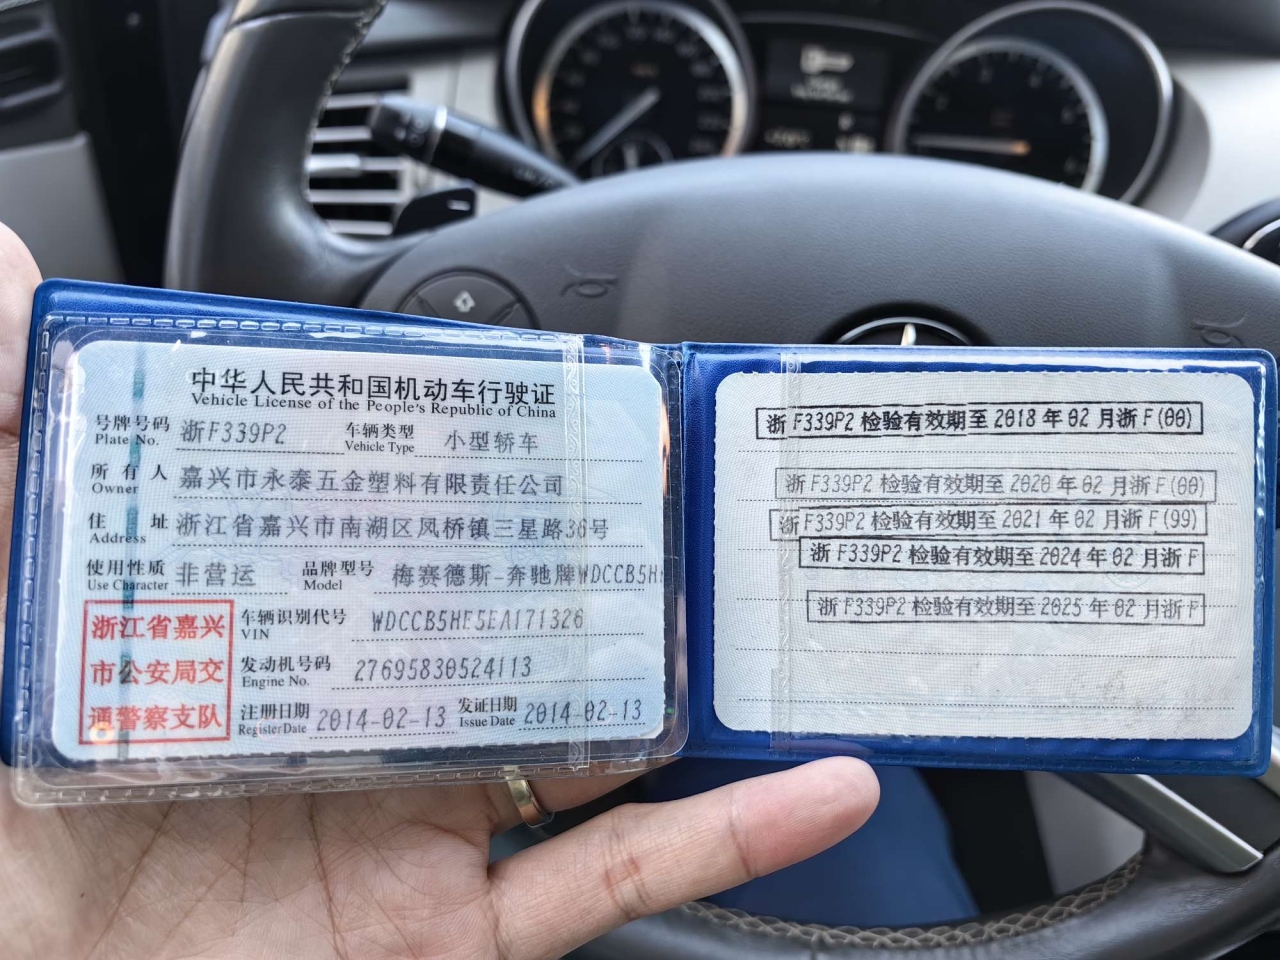 中华人民共和国机动车行驶证
Vehicle License of the People's Republic of China
号牌号码 浙F339P2 车辆类型 小型轿车
Plate No. Vehicle Type
所有人 嘉兴市永泰五金塑料有限责任公司
Owner
住址 浙江省嘉兴市南湖区凤桥镇三星路36号
Address
使用性质 非营运 品牌型号 梅赛德斯-奔驰牌WDCCB5H
Use Character Model
浙江省嘉兴
市公安局交
通警察支队
车辆识别代号 WDCCB5HE5EA171326
VIN
发动机号码 27695830524113
Engine No.
注册日期 2014-02-13 发证日期 2014-02-13
Register Date Issue Date
浙F339P2 检验有效期至 2018 年 02 月浙F(00)
浙F339P2 检验有效期至 2020 年 02 月浙F(00)
浙F339P2 检验有效期至 2021 年 02 月浙F(99)
浙F339P2 检验有效期至 2024 年 02 月浙F
浙F339P2 检验有效期至 2025 年 02 月浙F